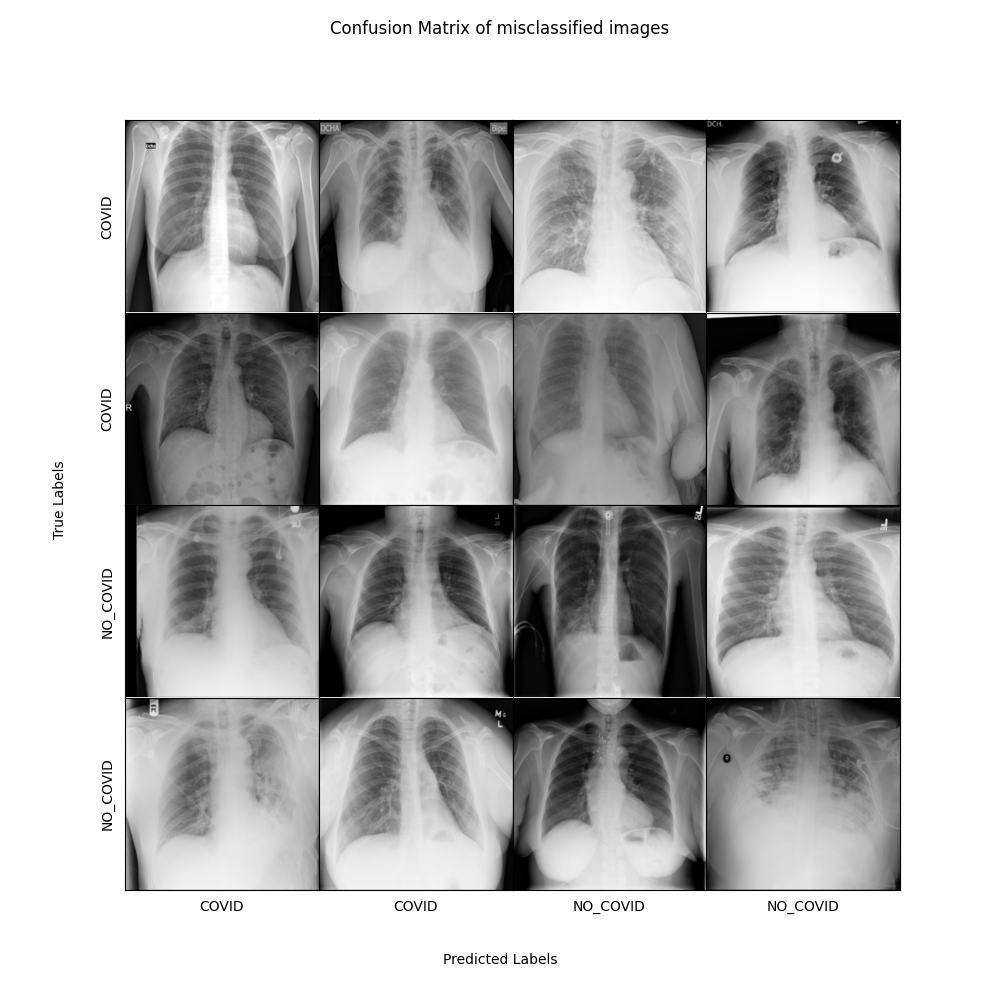 Confusion Matrix of misclassified images
True Labels
COVID
DCHA
DCH.
COVID
R
NO_COVID
L
NO_COVID
L
COVID
COVID
NO_COVID
NO_COVID
Predicted Labels